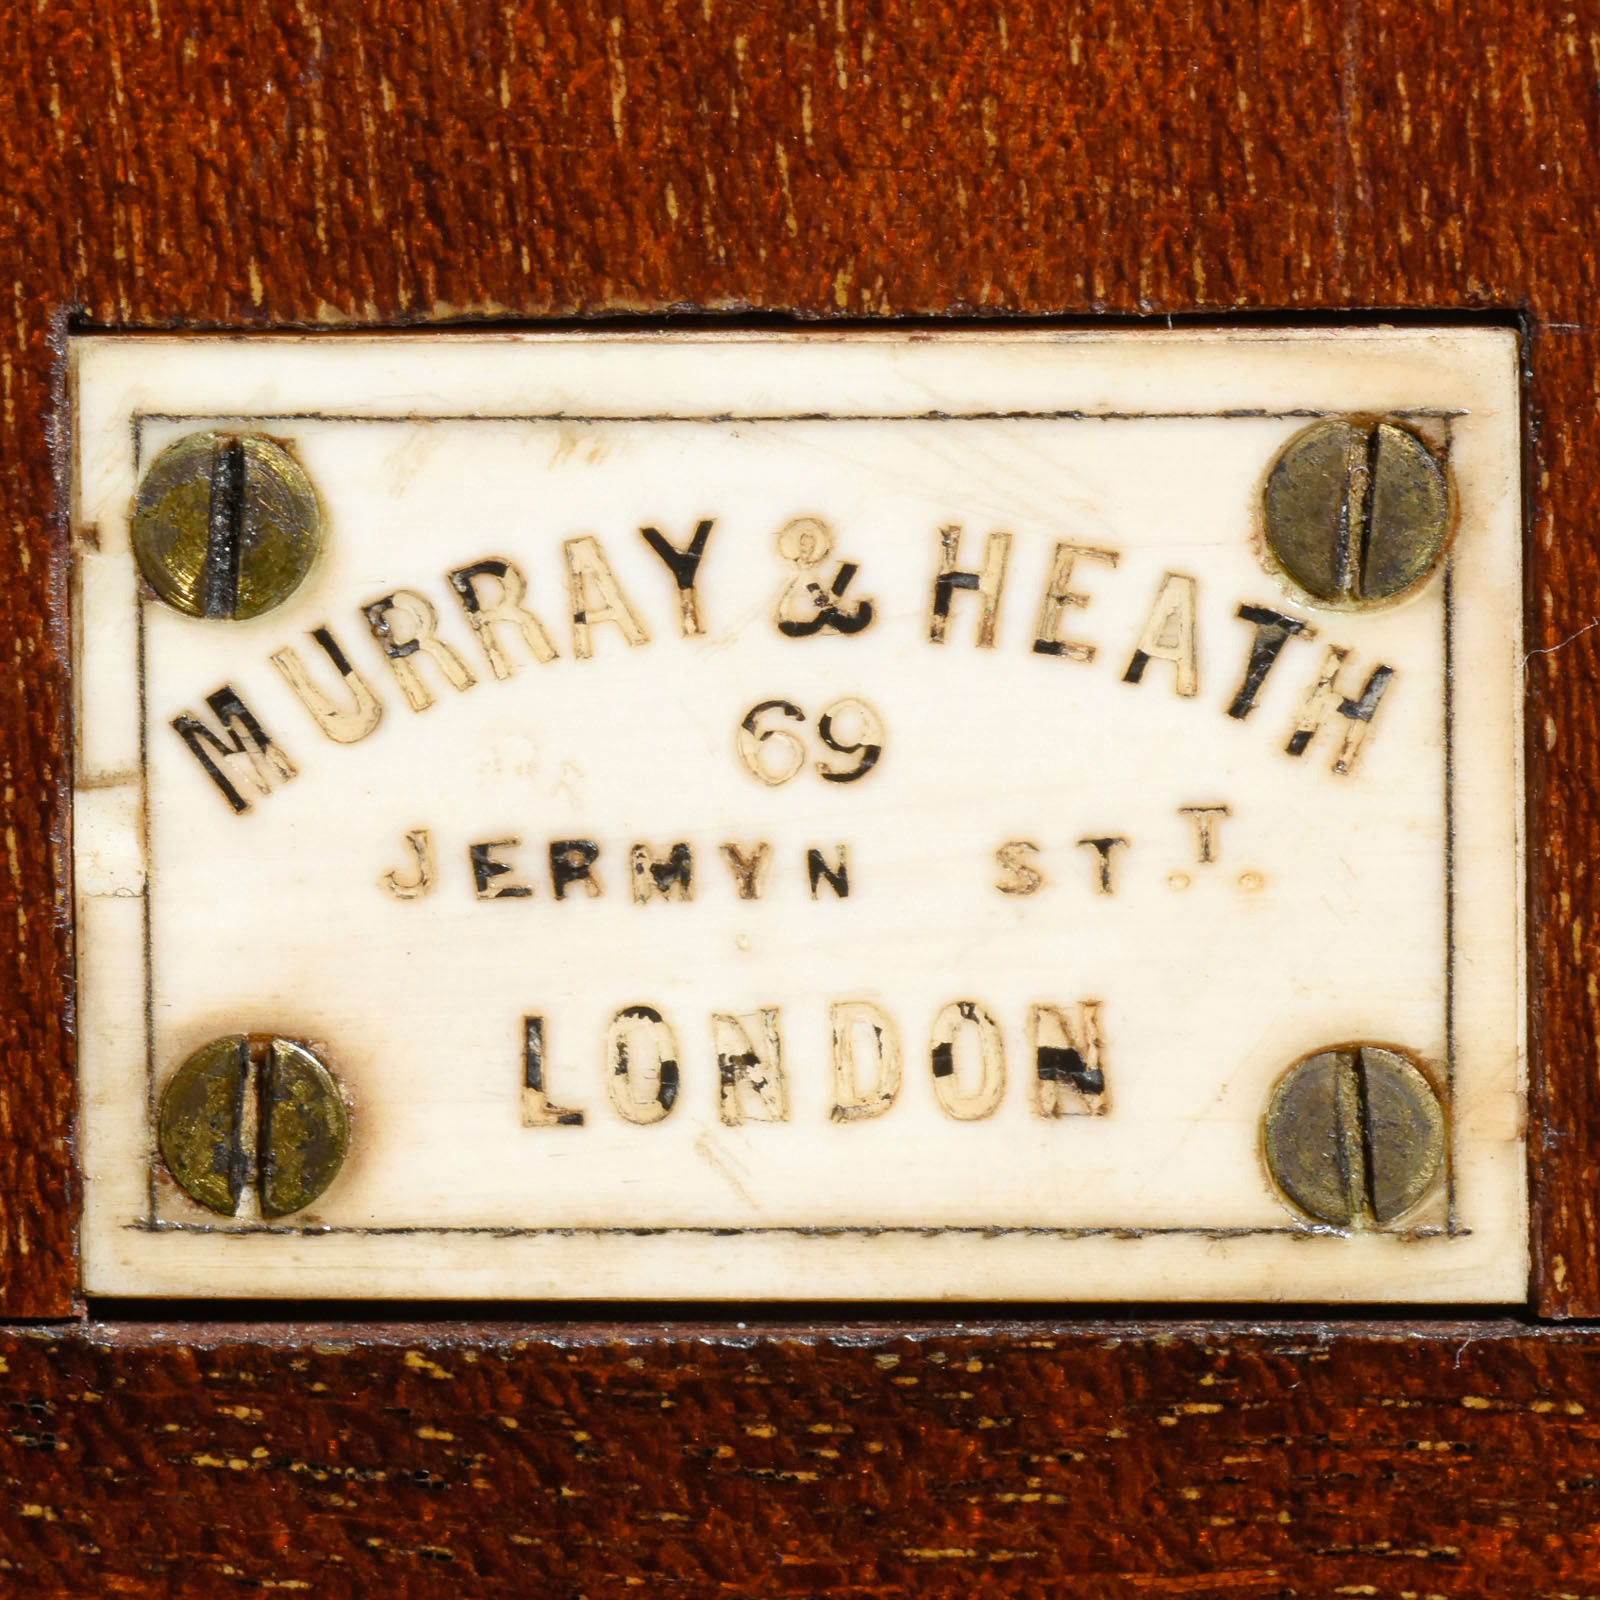 MURRAY & HEATH
69
JERMYN ST.T.
LONDON